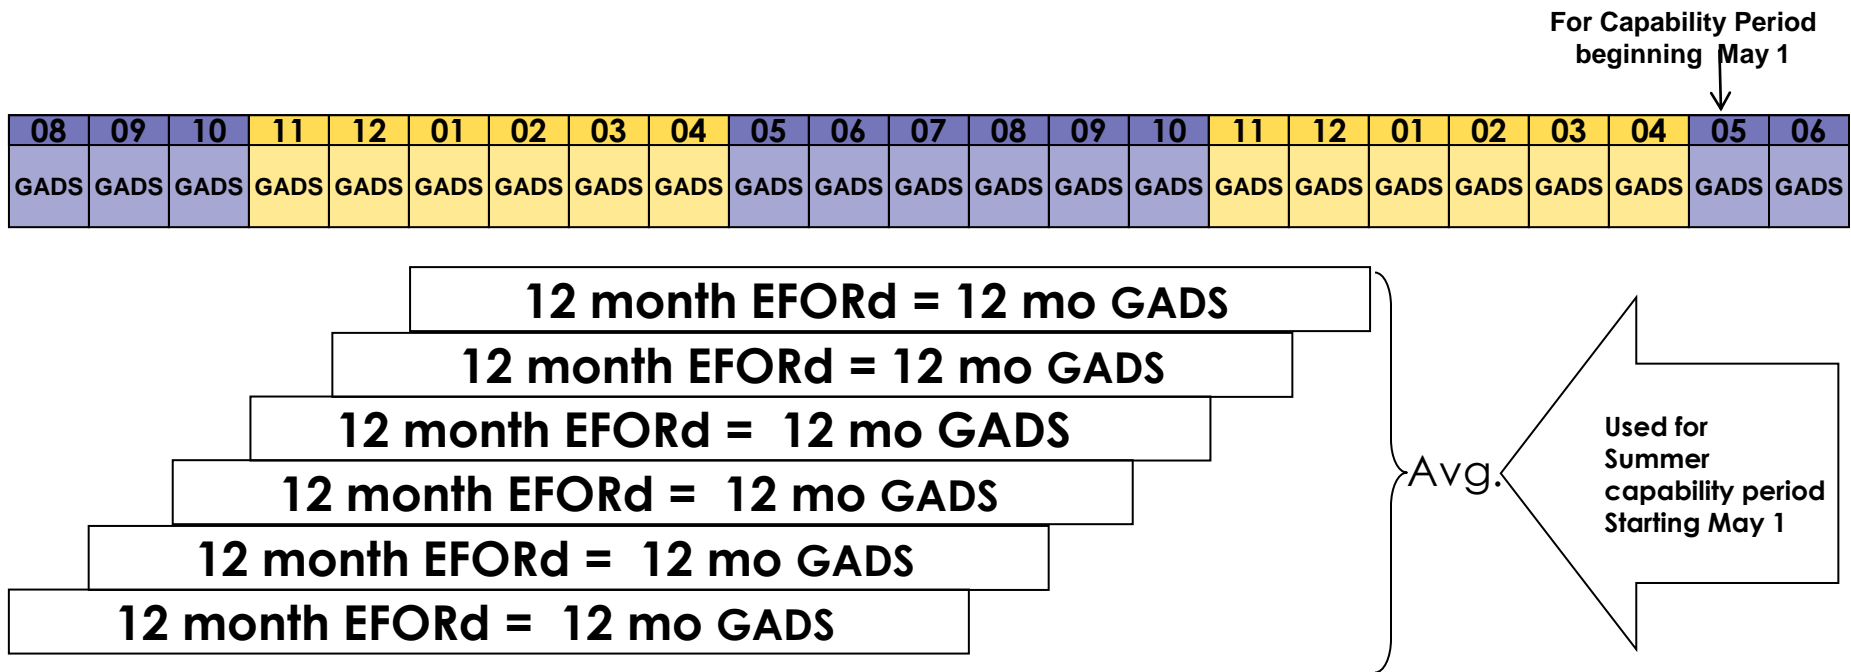 For Capability Period
beginning May 1
08 09 10 11 12 01 02 03 04 05 06 07 08 09 10 11 12 01 02 03 04 05 06
GADS GADS GADS GADS GADS GADS GADS GADS GADS GADS GADS GADS GADS GADS GADS GADS GADS GADS GADS GADS GADS GADS GADS
12 month EFORd = 12 mo GADS
12 month EFORd = 12 mo GADS
12 month EFORd = 12 mo GADS
12 month EFORd = 12 mo GADS
12 month EFORd = 12 mo GADS
12 month EFORd = 12 mo GADS
Avg.
Used for
Summer
capability period
Starting May 1